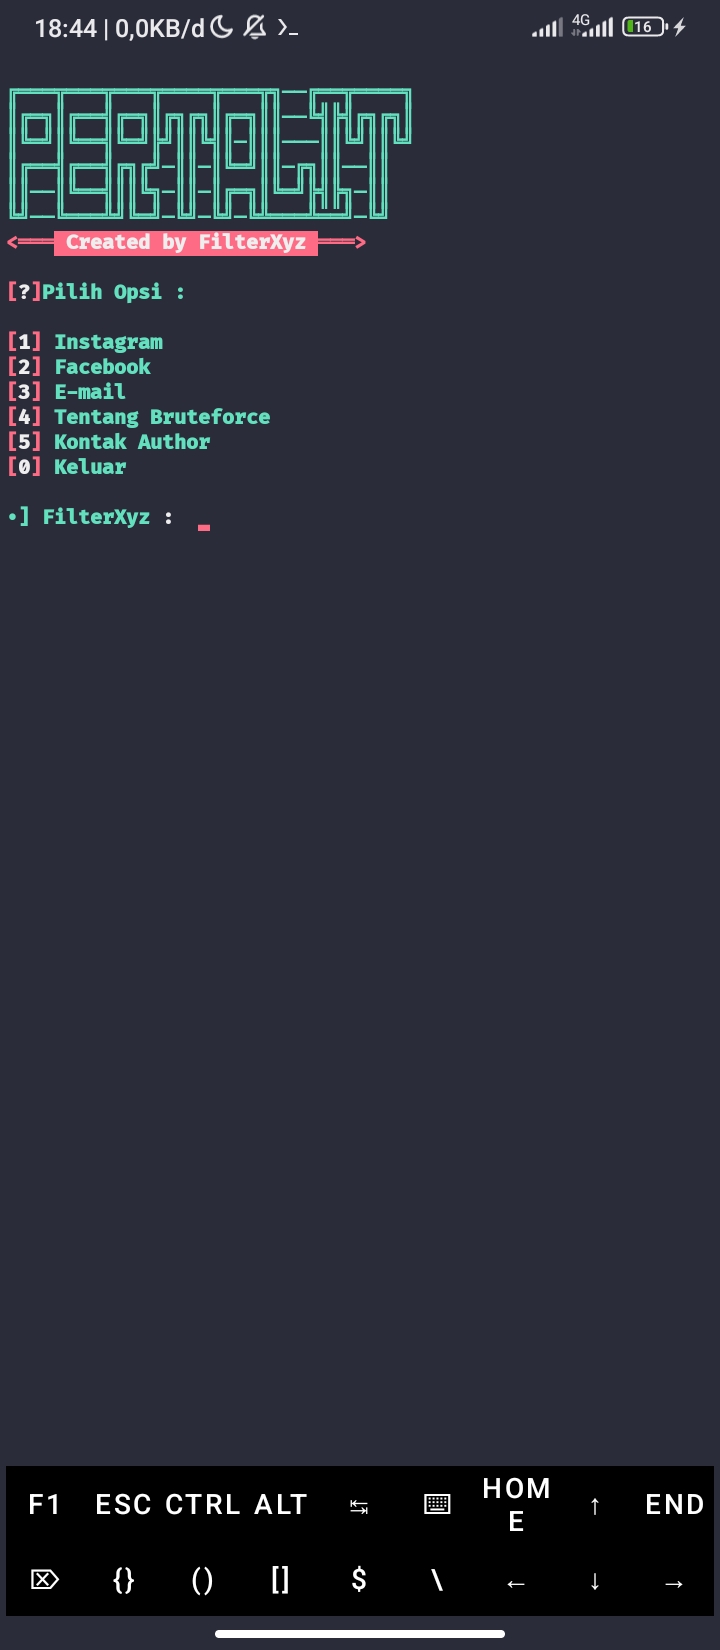 18:44 | 0,0KB/d >_ 4G 16
<═══ Created by FilterXyz ═══>
[?]Pilih Opsi :
[1] Instagram
[2] Facebook
[3] E-mail
[4] Tentang Bruteforce
[5] Kontak Author
[0] Keluar
•] FilterXyz :
F1 ESC CTRL ALT ↹ HOME ↑ END
{} () [] $ \ ← ↓ →